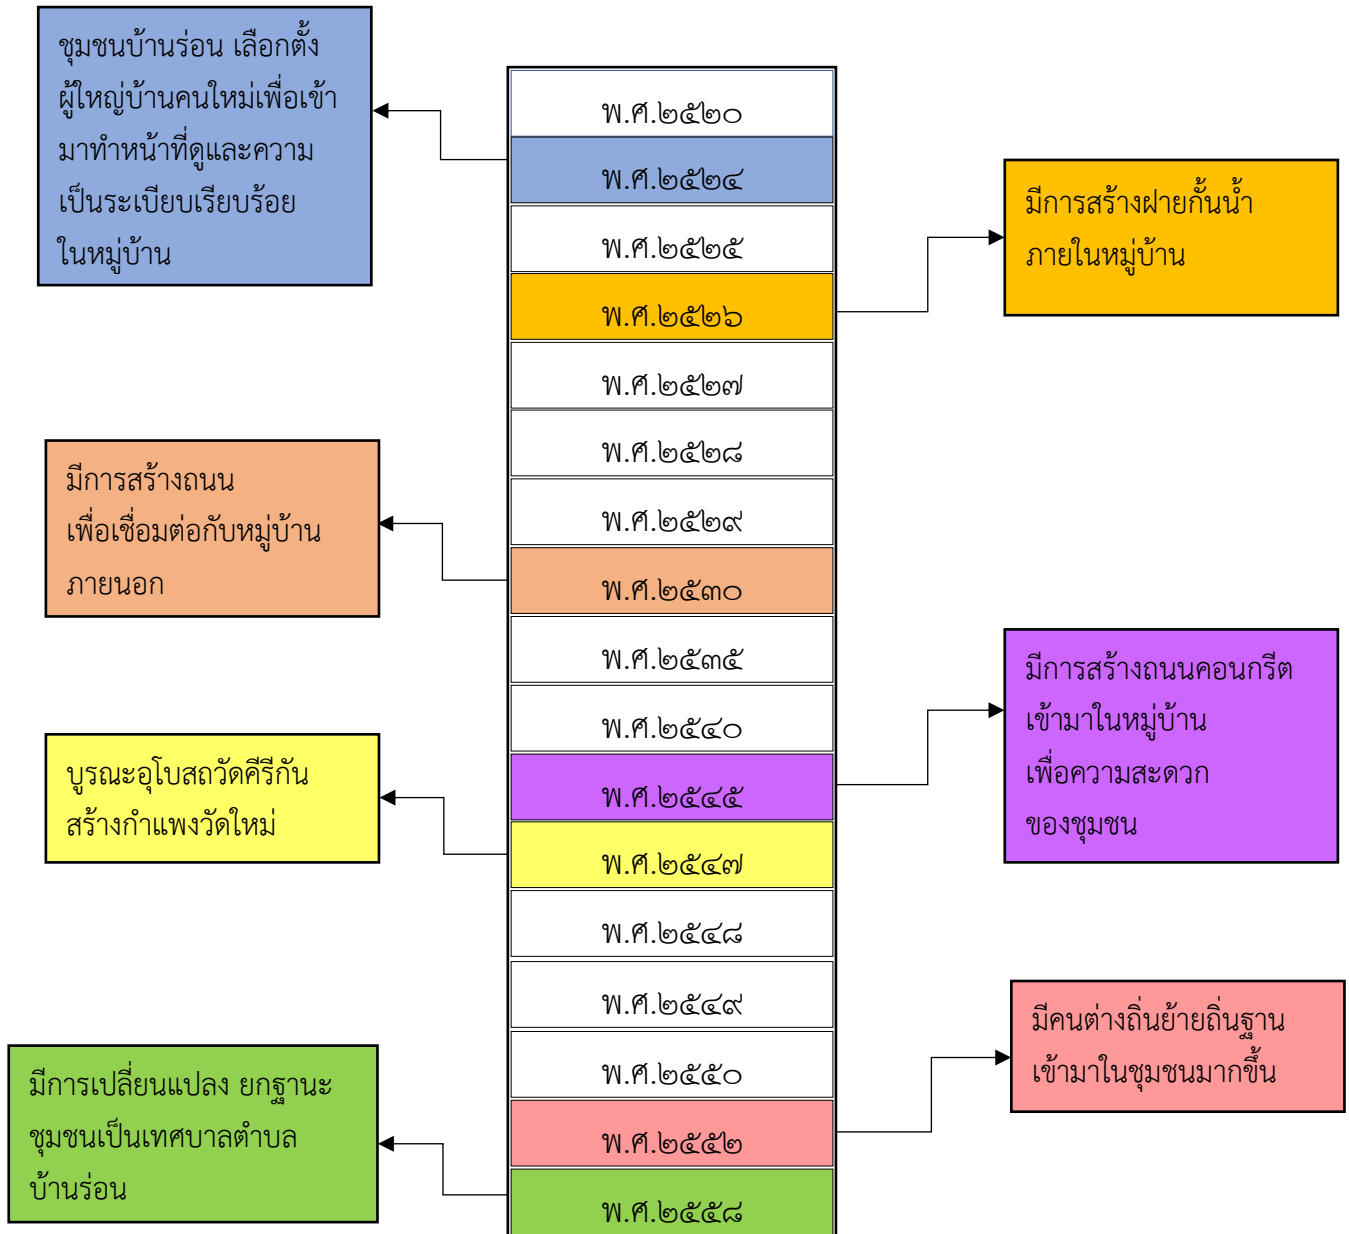 ชุมชนบ้านร่อน เลือกตั้ง
ผู้ใหญ่บ้านคนใหม่เพื่อเข้า
มาทำหน้าที่ดูและความ
เป็นระเบียบเรียบร้อย
ในหมู่บ้าน
พ.ศ.๒๕๒๐
พ.ศ.๒๕๒๔
พ.ศ.๒๕๒๕
พ.ศ.๒๕๒๖
พ.ศ.๒๕๒๗
พ.ศ.๒๕๒๘
พ.ศ.๒๕๒๙
พ.ศ.๒๕๓๐
พ.ศ.๒๕๓๕
พ.ศ.๒๕๔๐
พ.ศ.๒๕๔๕
พ.ศ.๒๕๔๗
พ.ศ.๒๕๔๘
พ.ศ.๒๕๔๙
พ.ศ.๒๕๕๐
พ.ศ.๒๕๕๒
พ.ศ.๒๕๕๘
มีการสร้างฝายกั้นน้ำ
ภายในหมู่บ้าน
มีการสร้างถนน
เพื่อเชื่อมต่อกับหมู่บ้าน
ภายนอก
มีการสร้างถนนคอนกรีต
เข้ามาในหมู่บ้าน
เพื่อความสะดวก
ของชุมชน
บูรณะอุโบสถวัดคีรีกัน
สร้างกำแพงวัดใหม่
มีคนต่างถิ่นย้ายถิ่นฐาน
เข้ามาในชุมชนมากขึ้น
มีการเปลี่ยนแปลง ยกฐานะ
ชุมชนเป็นเทศบาลตำบล
บ้านร่อน